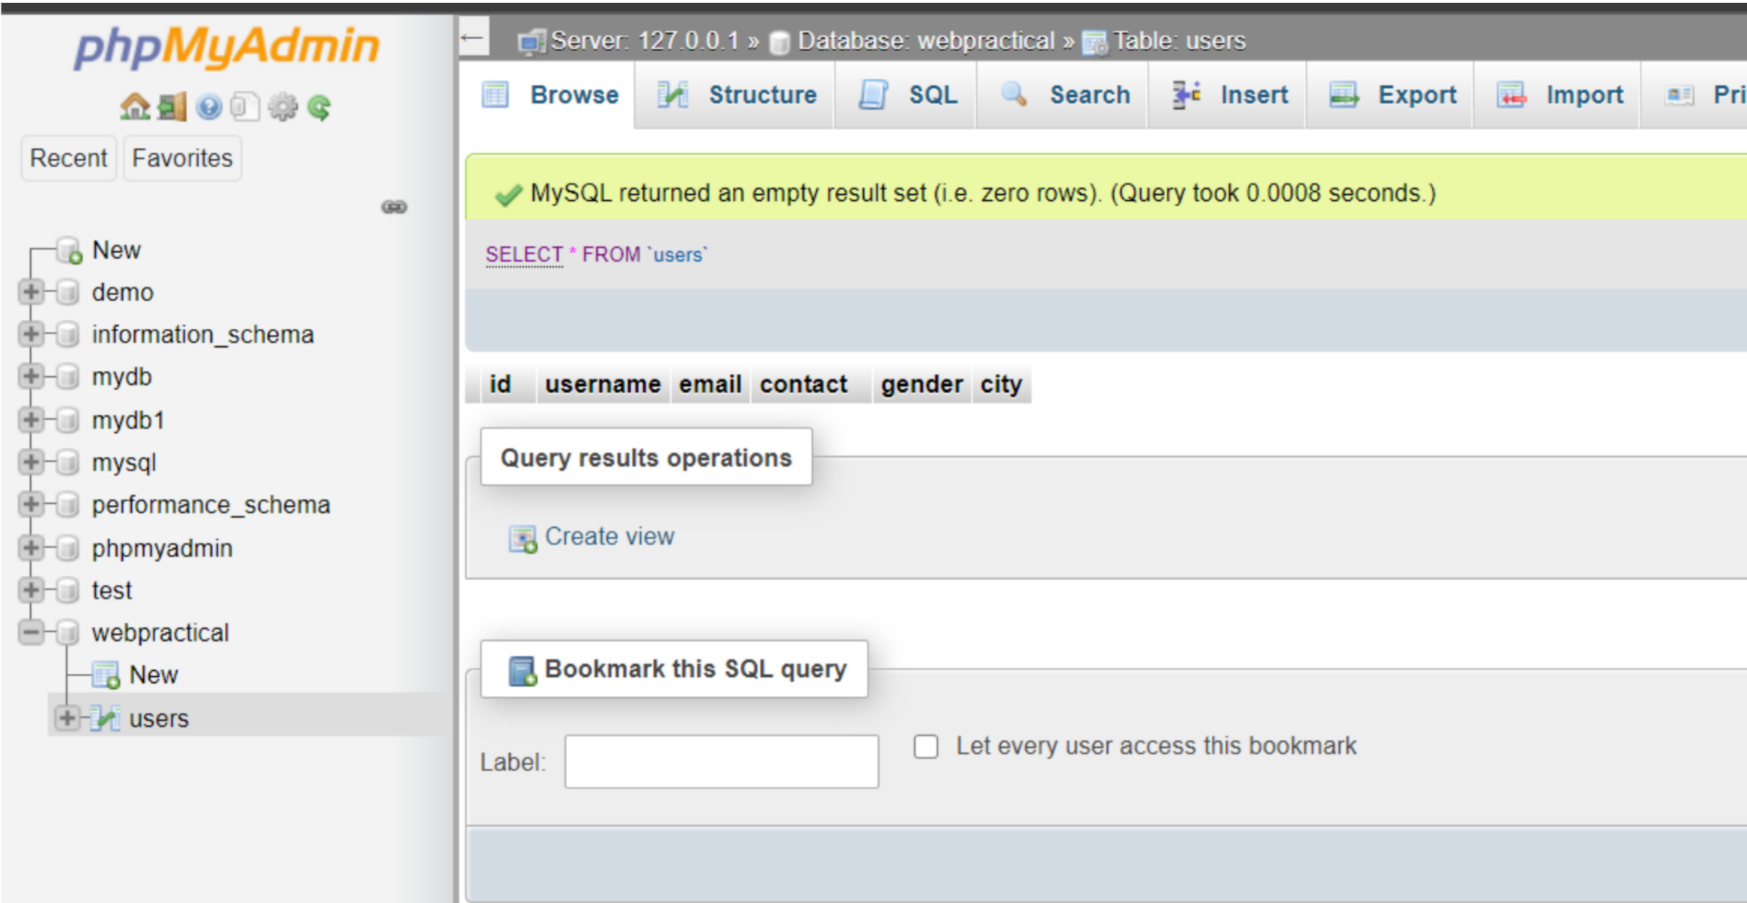 phpMyAdmin
Recent Favorites
New
demo
information_schema
mydb
mydb1
mysql
performance_schema
phpmyadmin
test
webpractical
New
users
← Server: 127.0.0.1 » Database: webpractical » Table: users
Browse Structure SQL Search Insert Export Import Pri
MySQL returned an empty result set (i.e. zero rows). (Query took 0.0008 seconds.)
SELECT * FROM `users`
id username email contact gender city
Query results operations
Create view
Bookmark this SQL query
Label: Let every user access this bookmark